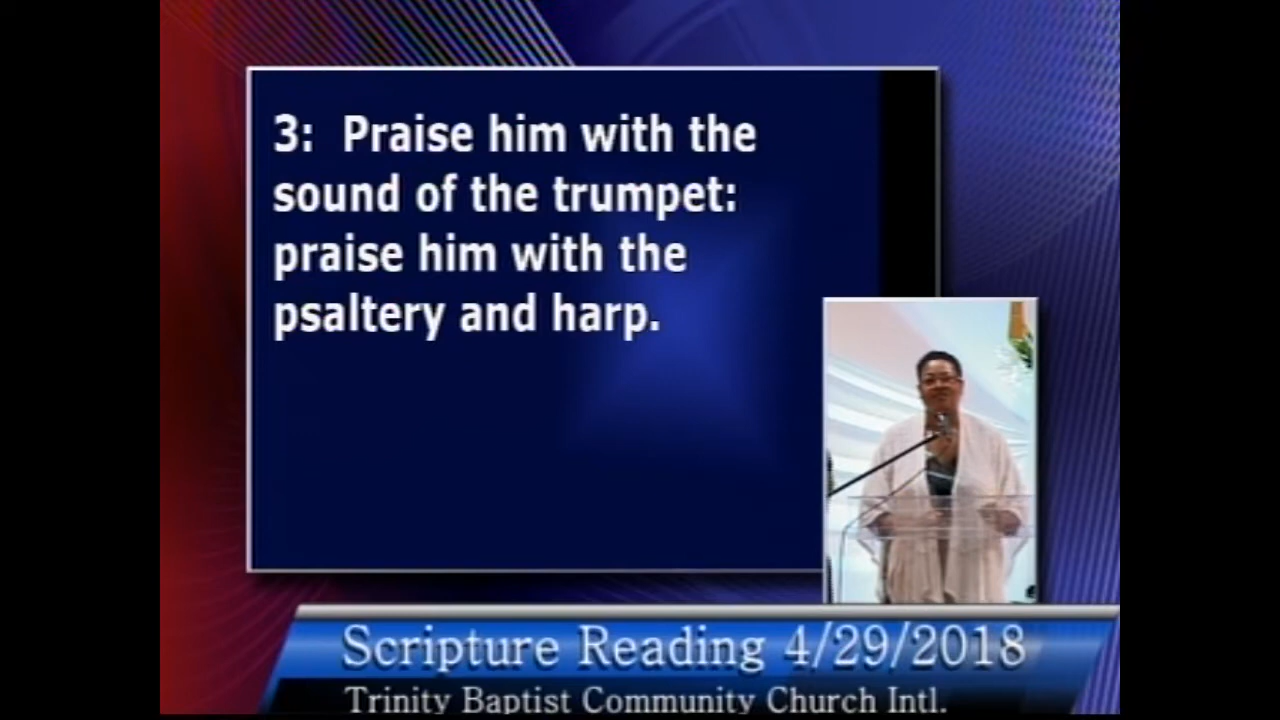 3: Praise him with the
sound of the trumpet:
praise him with the
psaltery and harp.
Scripture Reading 4/29/2018
Trinity Baptist Community Church Intl.